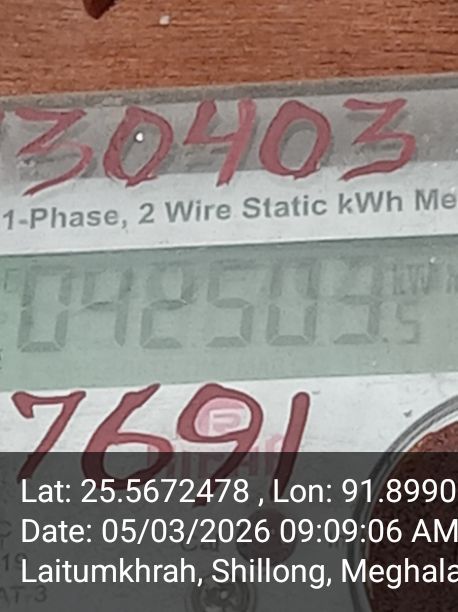 30403
1-Phase, 2 Wire Static kWh Me
042503.5 kWh
7691
Lat: 25.5672478 , Lon: 91.8990
Date: 05/03/2026 09:09:06 AM
Laitumkhrah, Shillong, Meghala